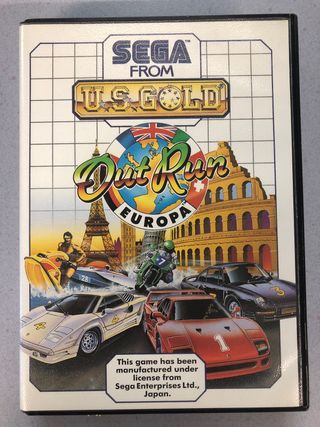 SEGA
FROM
U.S. GOLD
Out Run
EUROPA
1
This game has been
manufactured under
license from
Sega Enterprises Ltd.,
Japan.